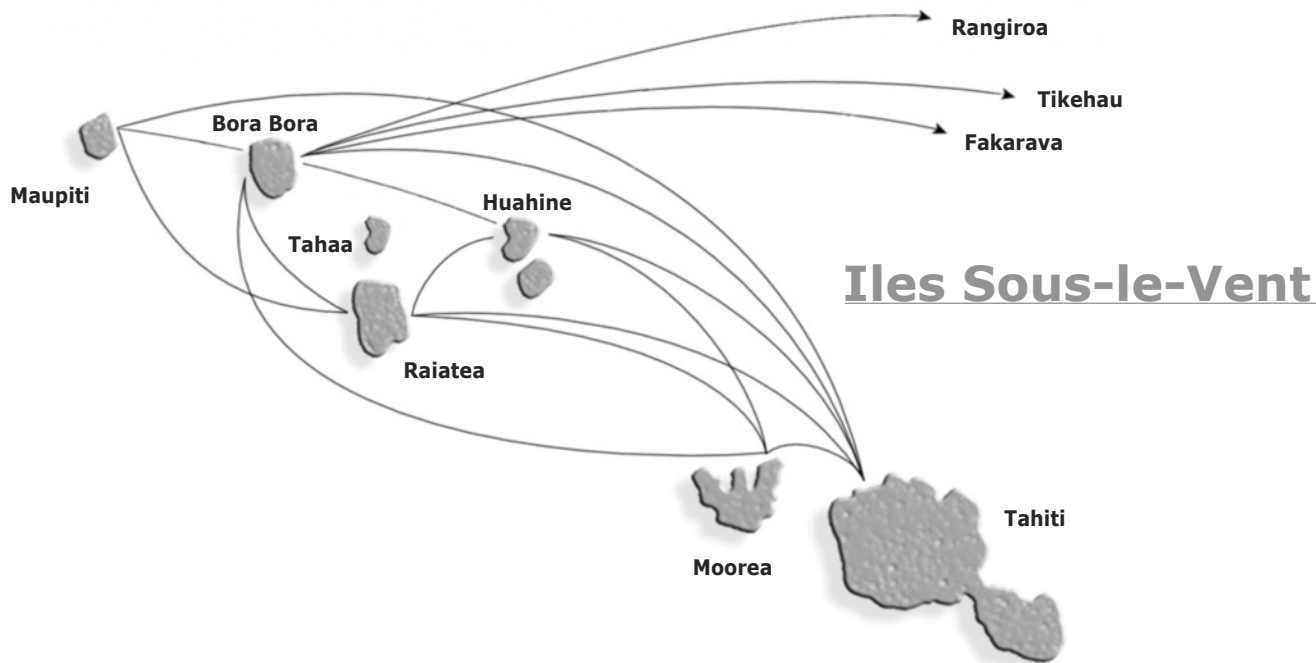 Rangiroa
Tikehau
Bora Bora
Fakarava
Maupiti
Huahine
Tahaa
Iles Sous-le-Vent
Raiatea
Tahiti
Moorea